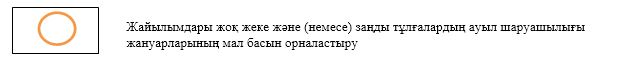 Жайылымдары жоқ жеке және (немесе) заңды тұлғалардың ауыл шаруашылығы
жануарларының мал басын орналастыру